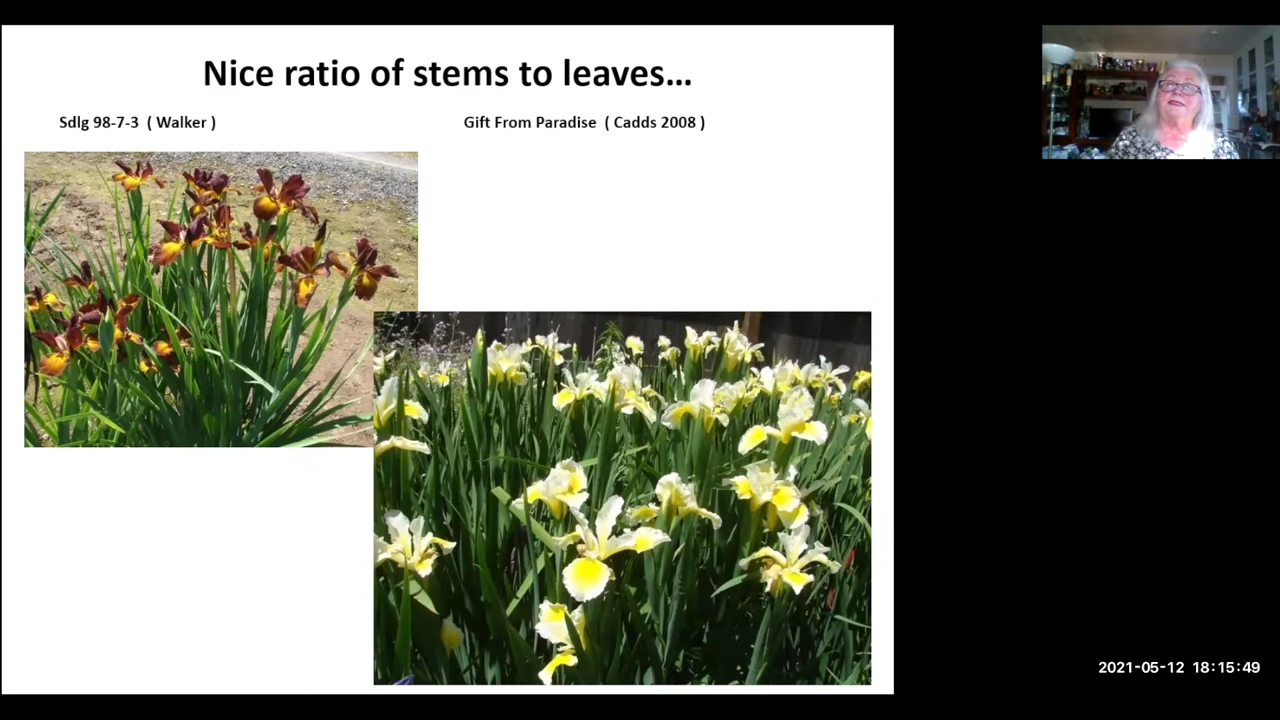 Nice ratio of stems to leaves…
Sdlg 98-7-3 ( Walker )
Gift From Paradise ( Cadds 2008 )
2021-05-12 18:15:49